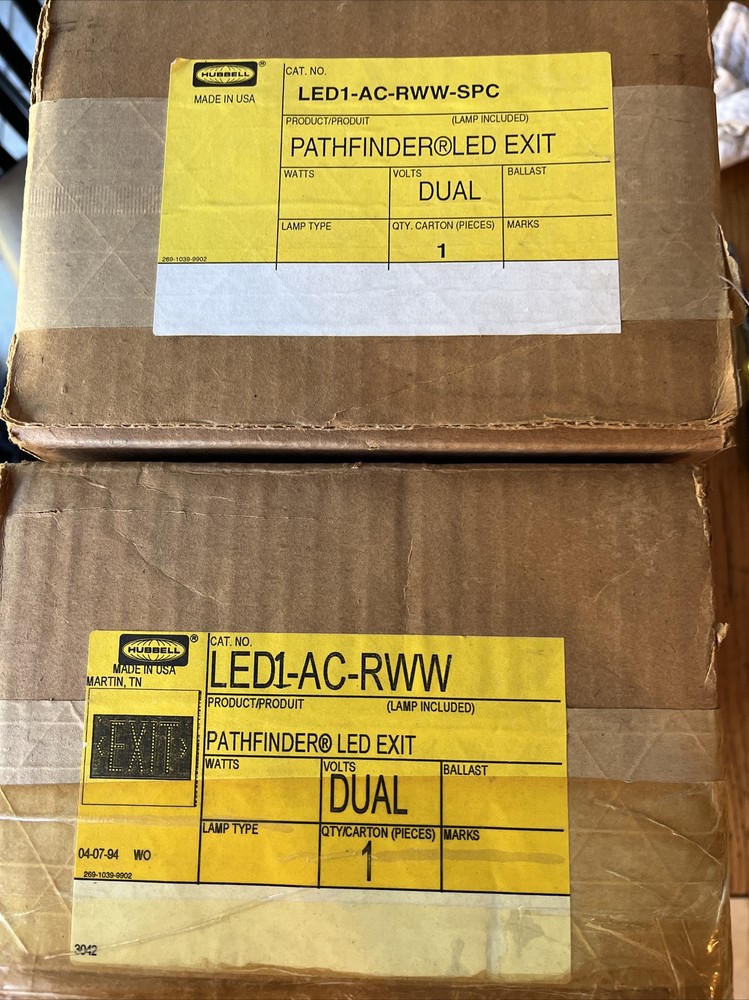 HUBBELL®
MADE IN USA
CAT. NO.
LED1-AC-RWW-SPC
PRODUCT/PRODUIT (LAMP INCLUDED)
PATHFINDER®LED EXIT
WATTS VOLTS BALLAST
DUAL
LAMP TYPE QTY. CARTON (PIECES) MARKS
1
269-1039-9902
HUBBELL®
MADE IN USA
MARTIN, TN
CAT. NO.
LED1-AC-RWW
PRODUCT/PRODUIT (LAMP INCLUDED)
EXIT
PATHFINDER® LED EXIT
WATTS VOLTS BALLAST
DUAL
LAMP TYPE QTY/CARTON (PIECES) MARKS
1
04-07-94 WO
269-1039-9902
3042